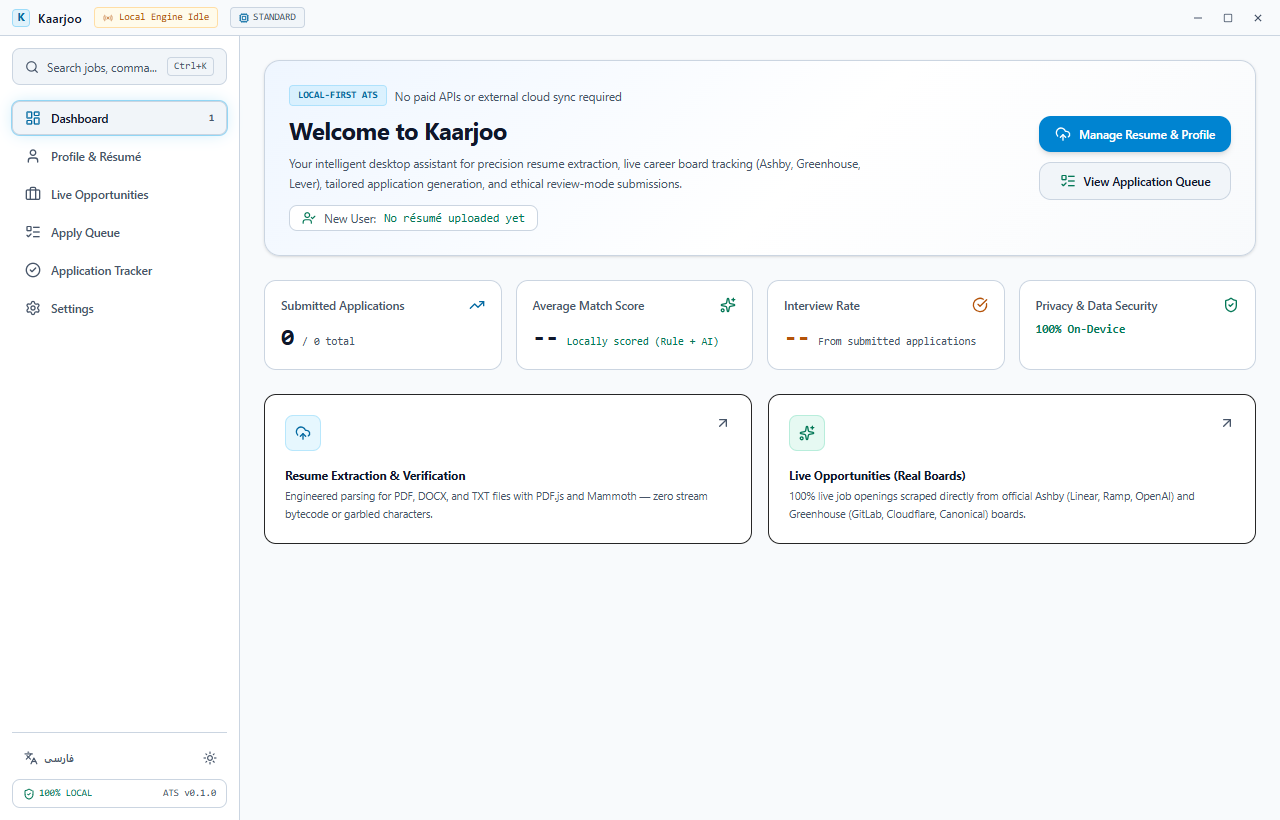 K Kaarjoo Local Engine Idle STANDARD
Search jobs, comma... Ctrl+K
Dashboard 1
Profile & Résumé
Live Opportunities
Apply Queue
Application Tracker
Settings
فارسی
100% LOCAL ATS v0.1.0
LOCAL-FIRST ATS No paid APIs or external cloud sync required
Welcome to Kaarjoo
Your intelligent desktop assistant for precision resume extraction, live career board tracking (Ashby, Greenhouse,
Lever), tailored application generation, and ethical review-mode submissions.
New User: No résumé uploaded yet
Manage Resume & Profile
View Application Queue
Submitted Applications
0 / 0 total
Average Match Score
-- Locally scored (Rule + AI)
Interview Rate
-- From submitted applications
Privacy & Data Security
100% On-Device
Resume Extraction & Verification
Engineered parsing for PDF, DOCX, and TXT files with PDF.js and Mammoth — zero stream
bytecode or garbled characters.
Live Opportunities (Real Boards)
100% live job openings scraped directly from official Ashby (Linear, Ramp, OpenAI) and
Greenhouse (GitLab, Cloudflare, Canonical) boards.